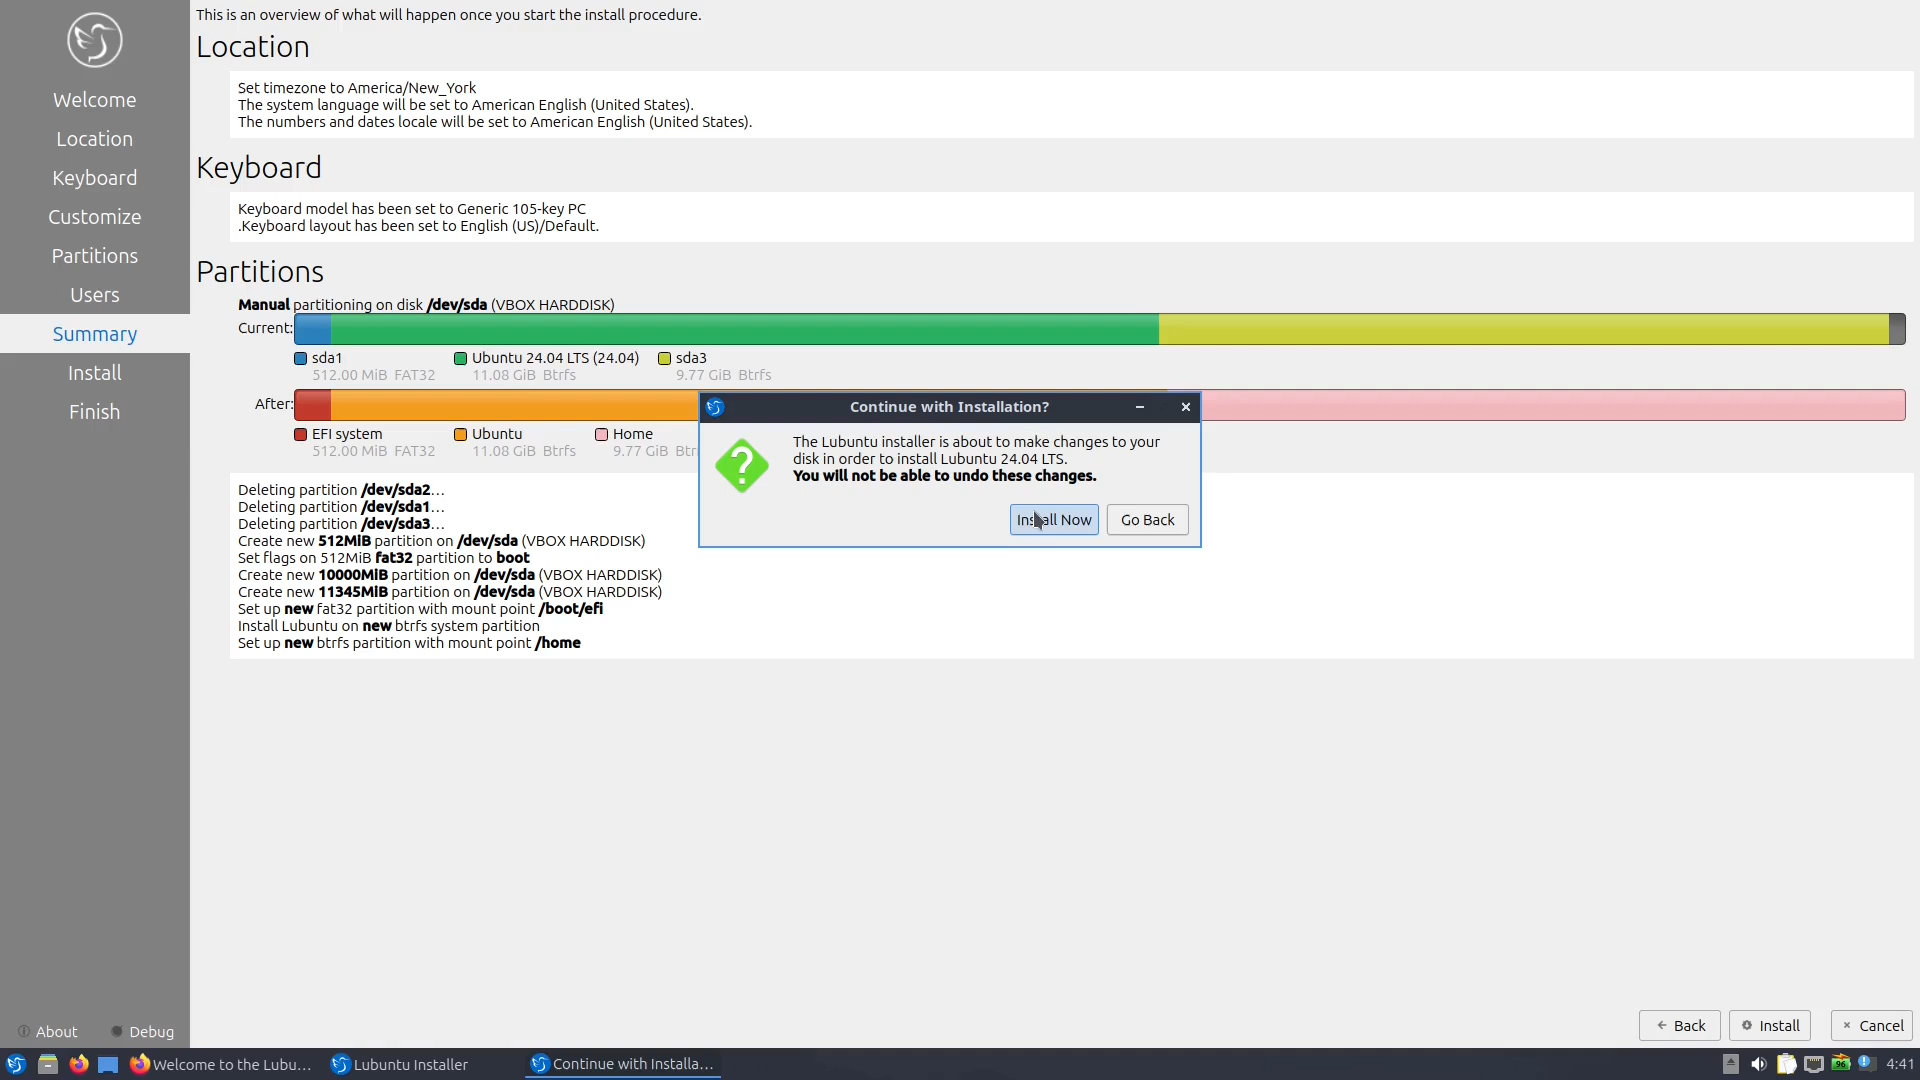 This is an overview of what will happen once you start the install procedure.
Location
Set timezone to America/New_York
The system language will be set to American English (United States).
The numbers and dates locale will be set to American English (United States).
Keyboard
Keyboard model has been set to Generic 105-key PC
.Keyboard layout has been set to English (US)/Default.
Partitions
Manual partitioning on disk /dev/sda (VBOX HARDDISK)
Current:
sda1 Ubuntu 24.04 LTS (24.04) sda3
512.00 MiB FAT32 11.08 GiB Btrfs 9.77 GiB Btrfs
After:
EFI system Ubuntu Home
512.00 MiB FAT32 11.08 GiB Btrfs 9.77 GiB
Deleting partition /dev/sda2...
Deleting partition /dev/sda1...
Deleting partition /dev/sda3...
Create new 512MiB partition on /dev/sda (VBOX HARDDISK)
Set flags on 512MiB fat32 partition to boot
Create new 10000MiB partition on /dev/sda (VBOX HARDDISK)
Create new 11345MiB partition on /dev/sda (VBOX HARDDISK)
Set up new fat32 partition with mount point /boot/efi
Install Lubuntu on new btrfs system partition
Set up new btrfs partition with mount point /home
Continue with Installation?
The Lubuntu installer is about to make changes to your
disk in order to install Lubuntu 24.04 LTS.
You will not be able to undo these changes.
Install Now Go Back
Welcome
Location
Keyboard
Customize
Partitions
Users
Summary
Install
Finish
About Debug
Back Install Cancel
Welcome to the Lubu... Lubuntu Installer Continue with Installa... 96 4:41